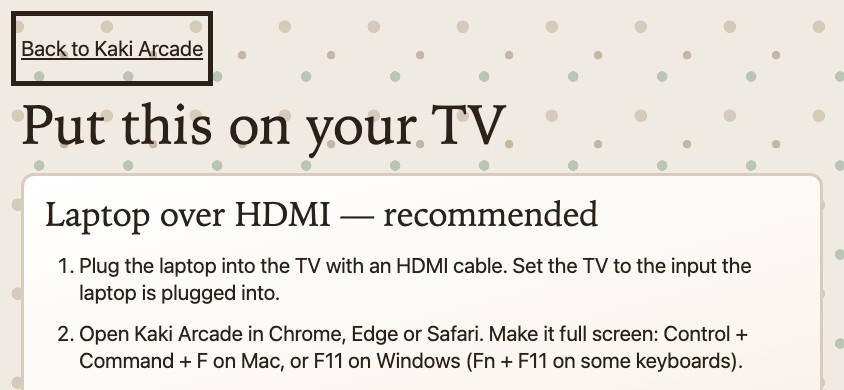 Back to Kaki Arcade
Put this on your TV
Laptop over HDMI — recommended
1. Plug the laptop into the TV with an HDMI cable. Set the TV to the input the
laptop is plugged into.
2. Open Kaki Arcade in Chrome, Edge or Safari. Make it full screen: Control +
Command + F on Mac, or F11 on Windows (Fn + F11 on some keyboards).